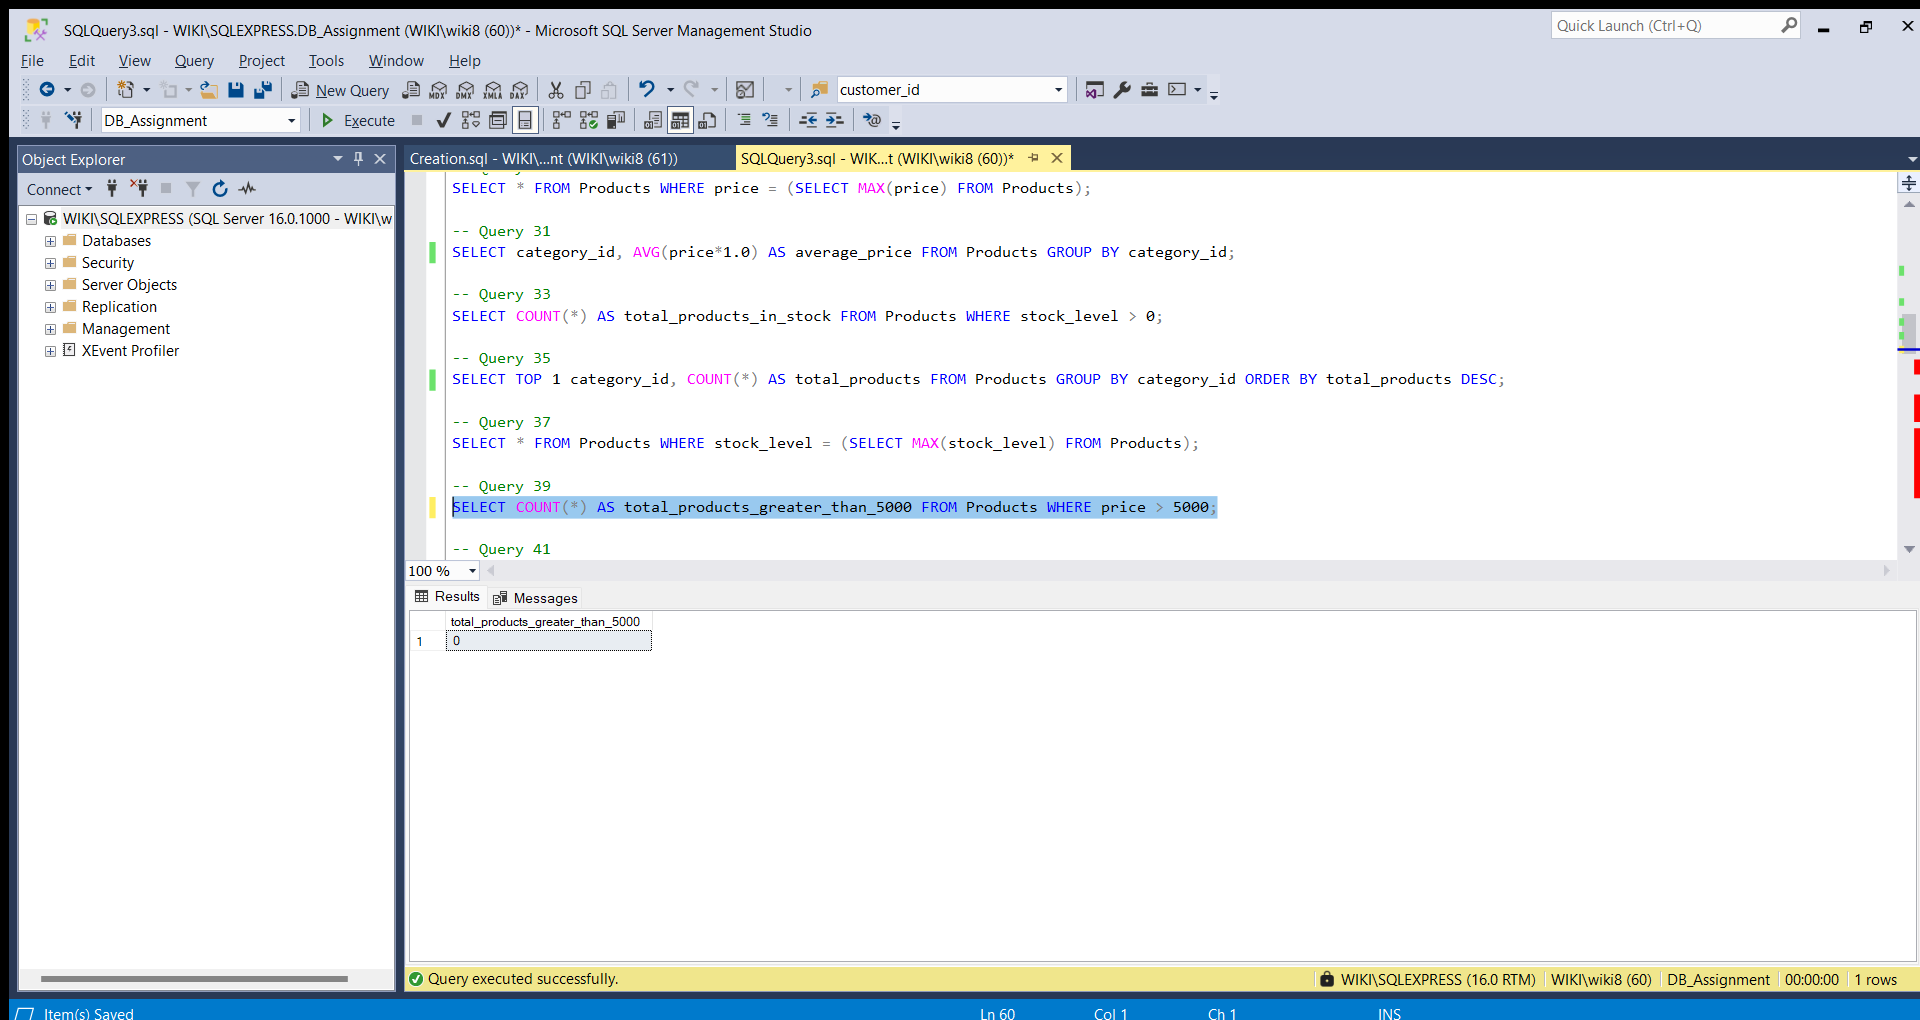 SQLQuery3.sql - WIKI\SQLEXPRESS.DB_Assignment (WIKI\wiki8 (60))* - Microsoft SQL Server Management Studio
Quick Launch (Ctrl+Q)
File Edit View Query Project Tools Window Help
New Query MDX DMX XMLA DAX customer_id
DB_Assignment Execute
Object Explorer
Connect
WIKI\SQLEXPRESS (SQL Server 16.0.1000 - WIKI\w
Databases
Security
Server Objects
Replication
Management
XEvent Profiler
Creation.sql - WIKI\...nt (WIKI\wiki8 (61)) SQLQuery3.sql - WIK...t (WIKI\wiki8 (60))*
SELECT * FROM Products WHERE price = (SELECT MAX(price) FROM Products);
-- Query 31
SELECT category_id, AVG(price*1.0) AS average_price FROM Products GROUP BY category_id;
-- Query 33
SELECT COUNT(*) AS total_products_in_stock FROM Products WHERE stock_level > 0;
-- Query 35
SELECT TOP 1 category_id, COUNT(*) AS total_products FROM Products GROUP BY category_id ORDER BY total_products DESC;
-- Query 37
SELECT * FROM Products WHERE stock_level = (SELECT MAX(stock_level) FROM Products);
-- Query 39
SELECT COUNT(*) AS total_products_greater_than_5000 FROM Products WHERE price > 5000;
-- Query 41
100 %
Results Messages
total_products_greater_than_5000
1 0
Query executed successfully. WIKI\SQLEXPRESS (16.0 RTM) WIKI\wiki8 (60) DB_Assignment 00:00:00 1 rows
Item(s) Saved Ln 60 Col 1 Ch 1 INS